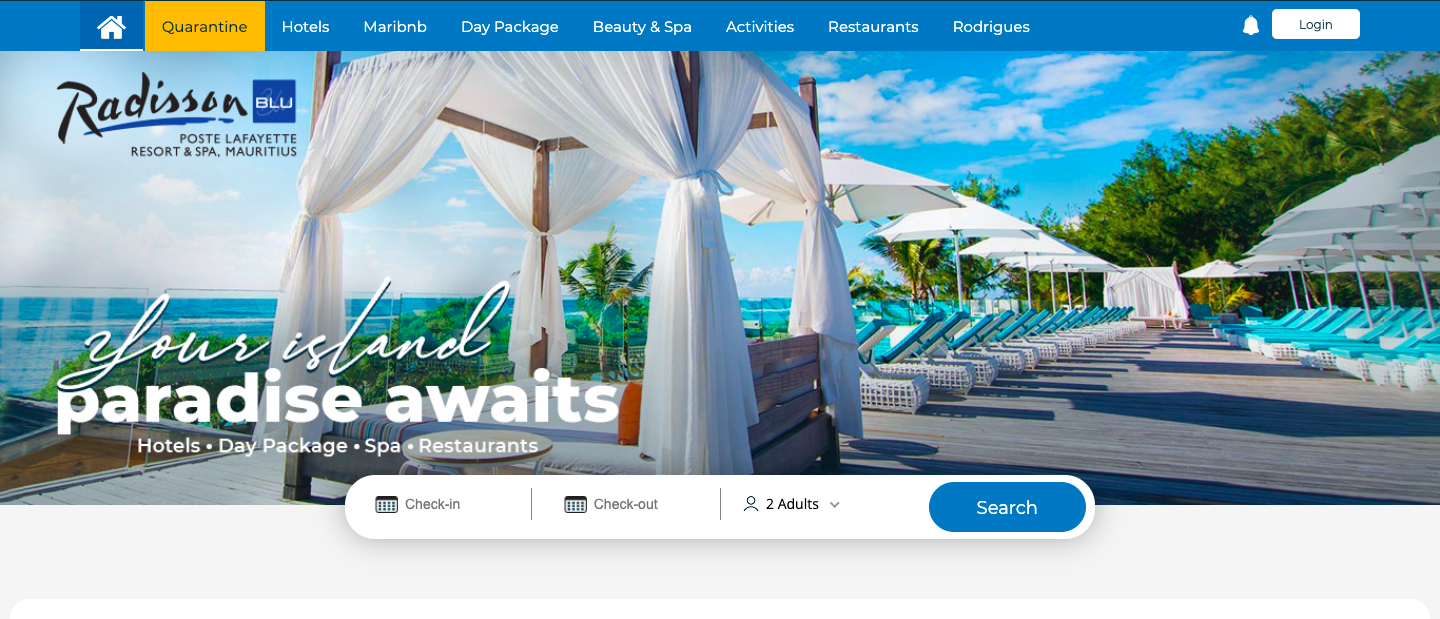 Quarantine Hotels Maribnb Day Package Beauty & Spa Activities Restaurants Rodrigues Login
Radisson BLU
POSTE LAFAYETTE
RESORT & SPA, MAURITIUS
Your island
paradise awaits
Hotels • Day Package • Spa • Restaurants
Check-in Check-out 2 Adults Search